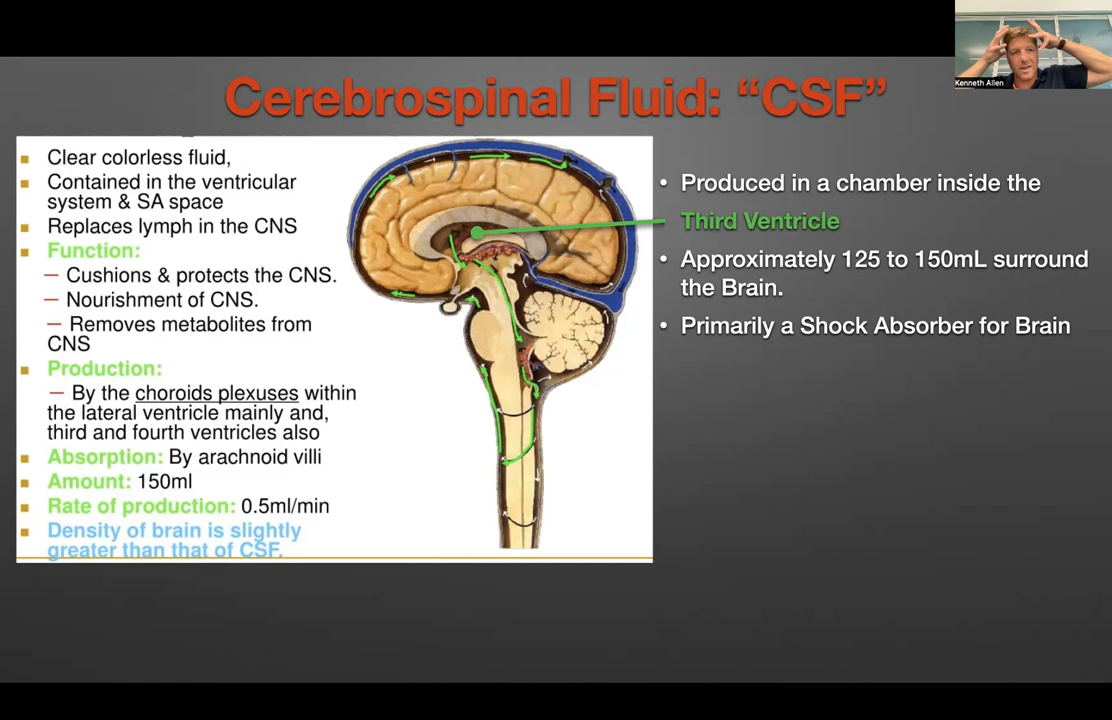 Kenneth Allen
Cerebrospinal Fluid: “CSF”
Clear colorless fluid,
Contained in the ventricular
system & SA space
Replaces lymph in the CNS
Function:
– Cushions & protects the CNS.
– Nourishment of CNS.
– Removes metabolites from
CNS
Production:
– By the choroids plexuses within
the lateral ventricle mainly and,
third and fourth ventricles also
Absorption: By arachnoid villi
Amount: 150ml
Rate of production: 0.5ml/min
Density of brain is slightly
greater than that of CSF.
• Produced in a chamber inside the
Third Ventricle
• Approximately 125 to 150mL surround
the Brain.
• Primarily a Shock Absorber for Brain